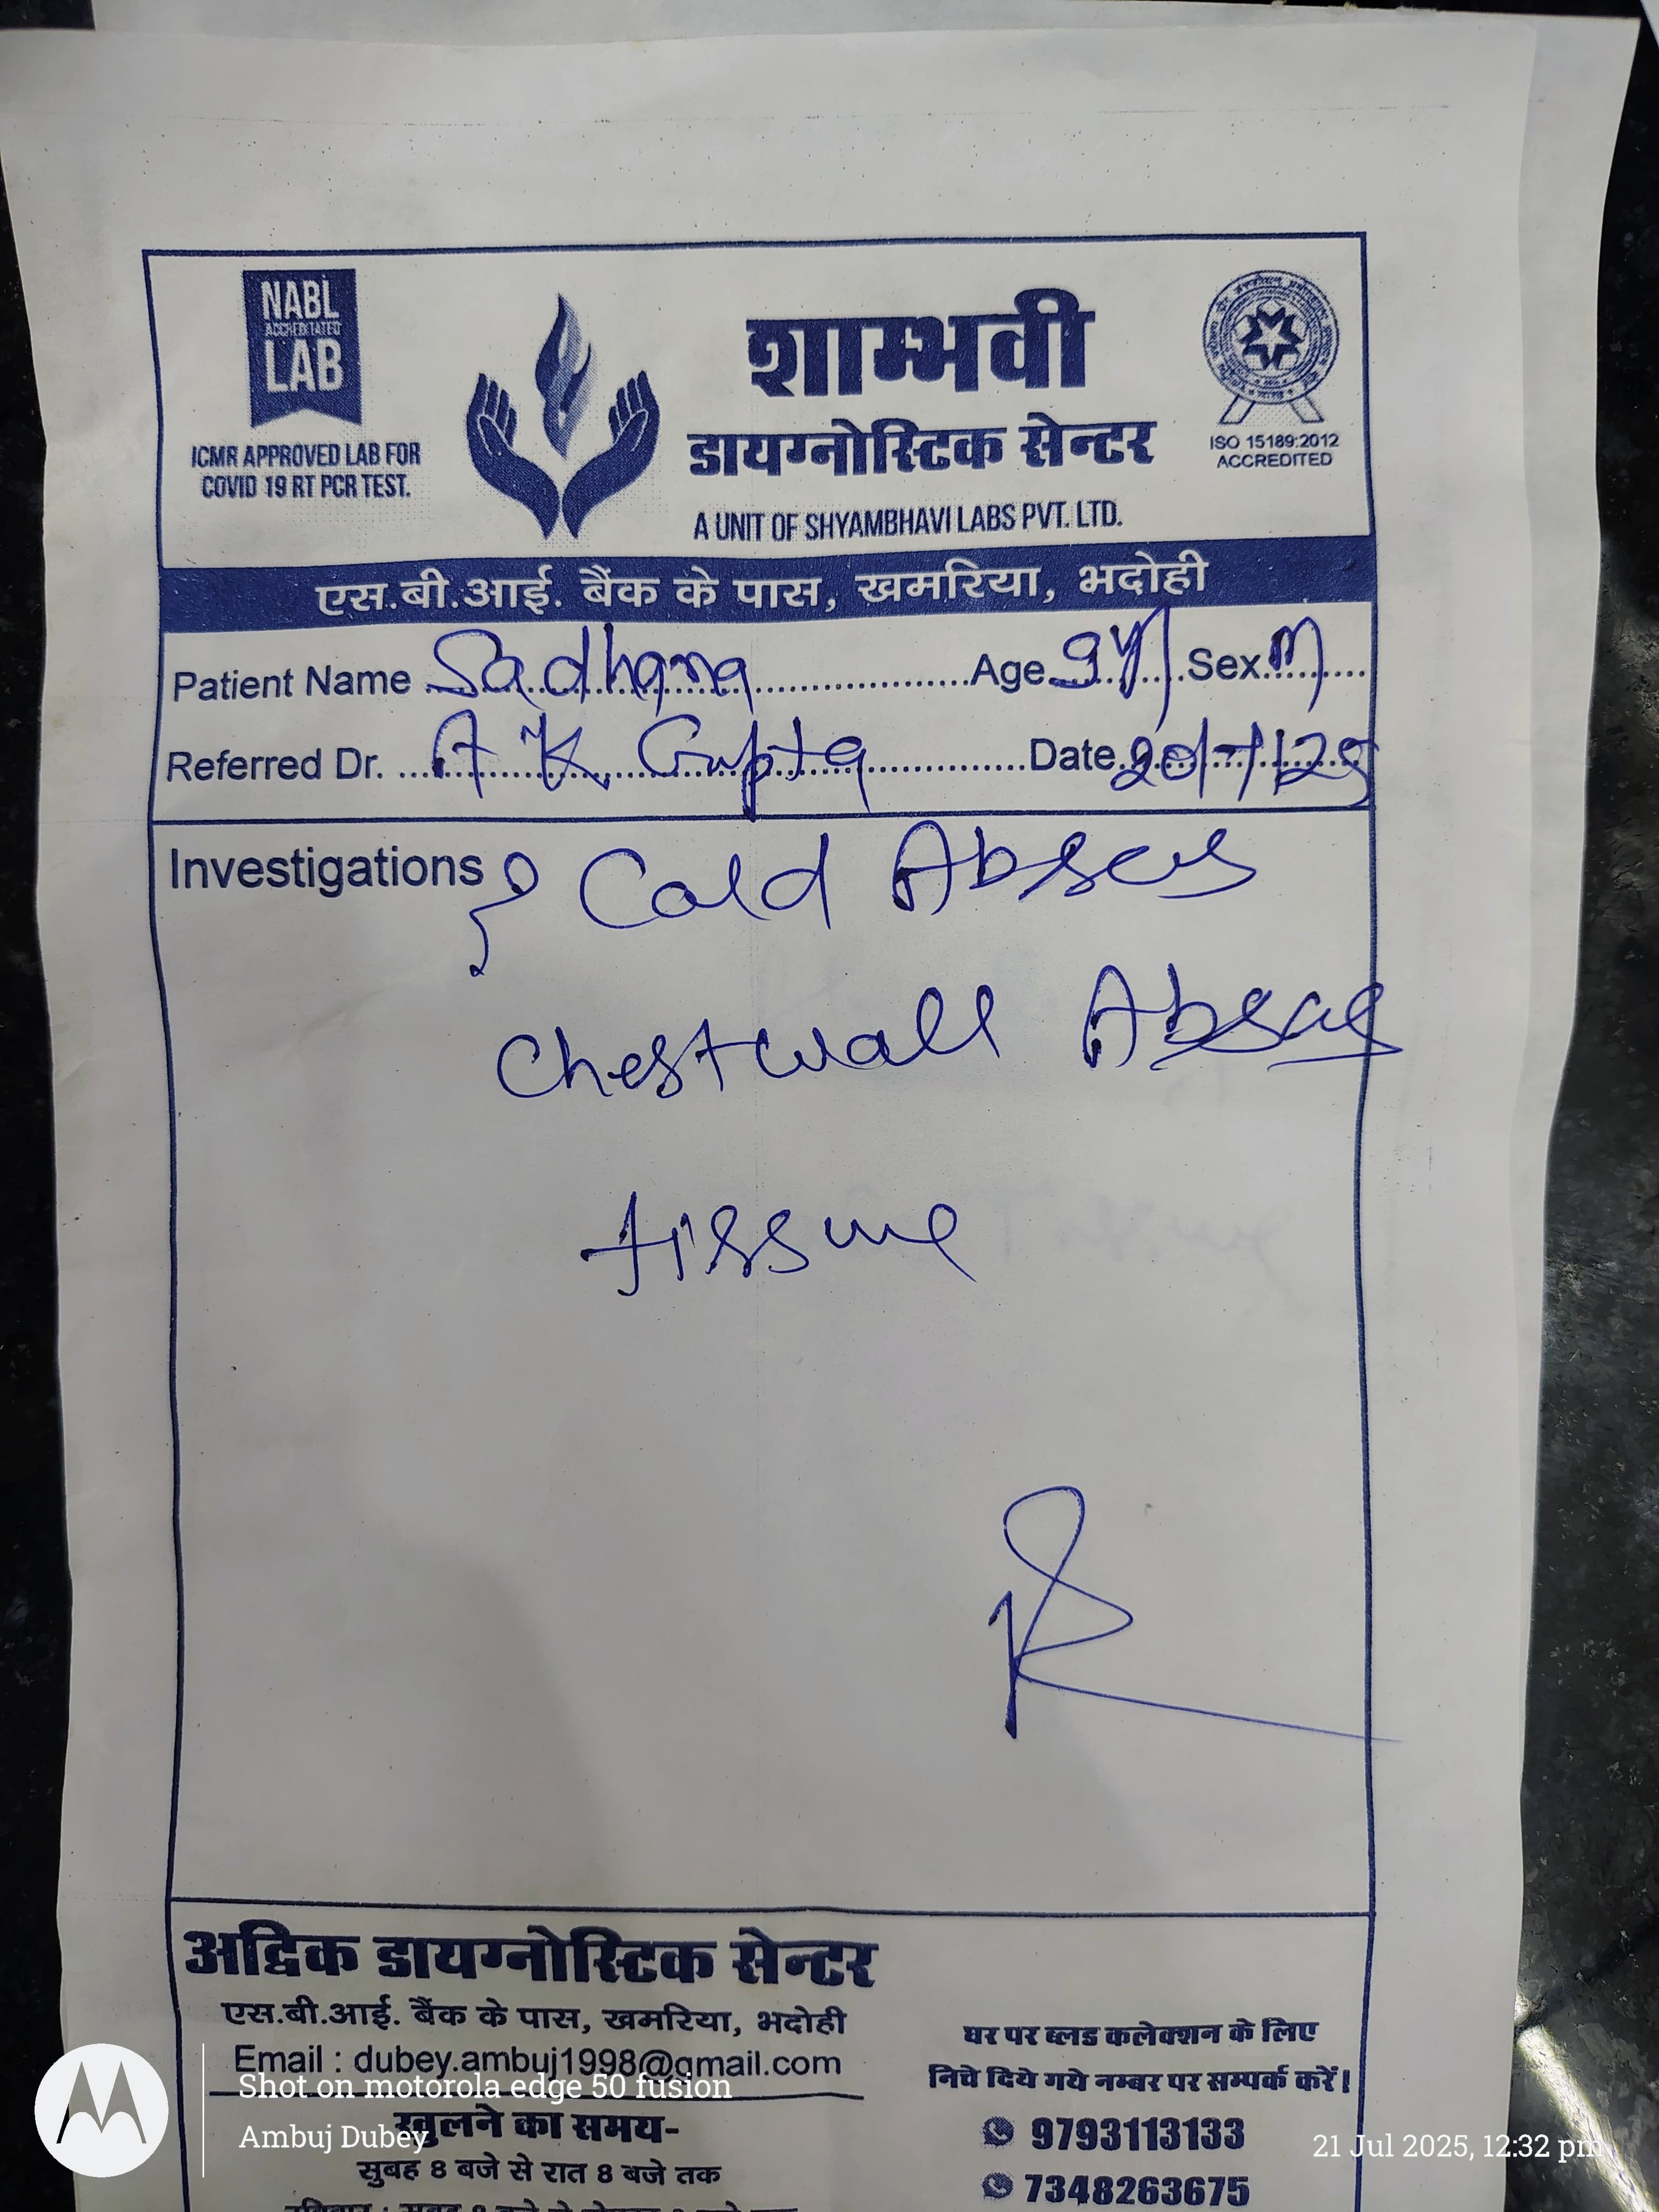 NABL
ACCREDITATED
LAB
ICMR APPROVED LAB FOR
COVID 19 RT PCR TEST.
शाम्भवी
डायग्नोस्टिक सेन्टर
A UNIT OF SHYAMBHAVI LABS PVT. LTD.
ISO 15189:2012
ACCREDITED
एस.बी.आई. बैंक के पास, खमरिया, भदोही
Patient Name Sadhana Age 9Y Sex M
Referred Dr. A K Gupta Date 20/7/25
Investigations Cold Abscess
Chestwall
tissue
अद्विक डायग्नोस्टिक सेन्टर
एस.बी.आई. बैंक के पास, खमरिया, भदोही
Email : dubey.ambuj1998@gmail.com
खुलने का समय-
सुबह 8 बजे से रात 8 बजे तक
घर पर ब्लड कलेक्शन के लिए
निचे दिये गये नम्बर पर सम्पर्क करें!
9793113133
7348263675
Shot on motorola edge 50 fusion
Ambuj Dubey
21 Jul 2025, 12:32 pm